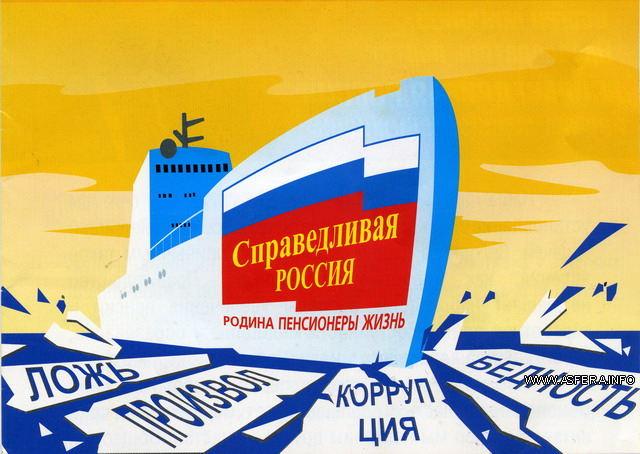 Справедливая
РОССИЯ
РОДИНА ПЕНСИОНЕРЫ ЖИЗНЬ
ЛОЖЬ
ПРОИЗВОЛ
КОРРУП
ЦИЯ
БЕДНОСТЬ
WWW.ASFERA.INFO